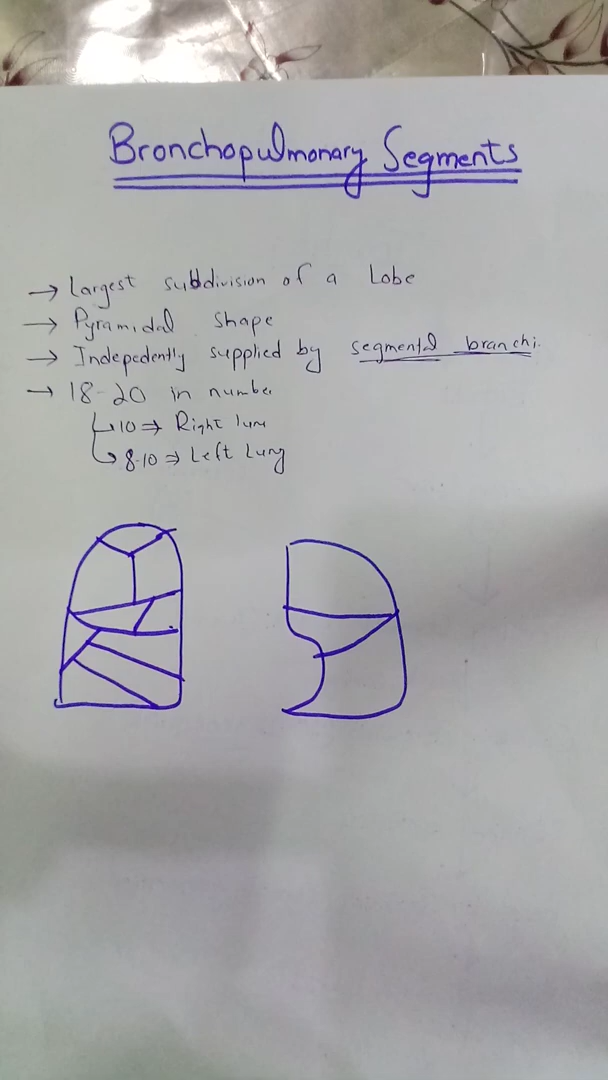 Bronchopulmonary Segments
→ Largest subdivision of a Lobe
→ Pyramidal shape
→ Indepedently supplied by segmental branchi.
→ 18-20 in number
10 ⇒ Right lung
8-10 ⇒ Left Lung